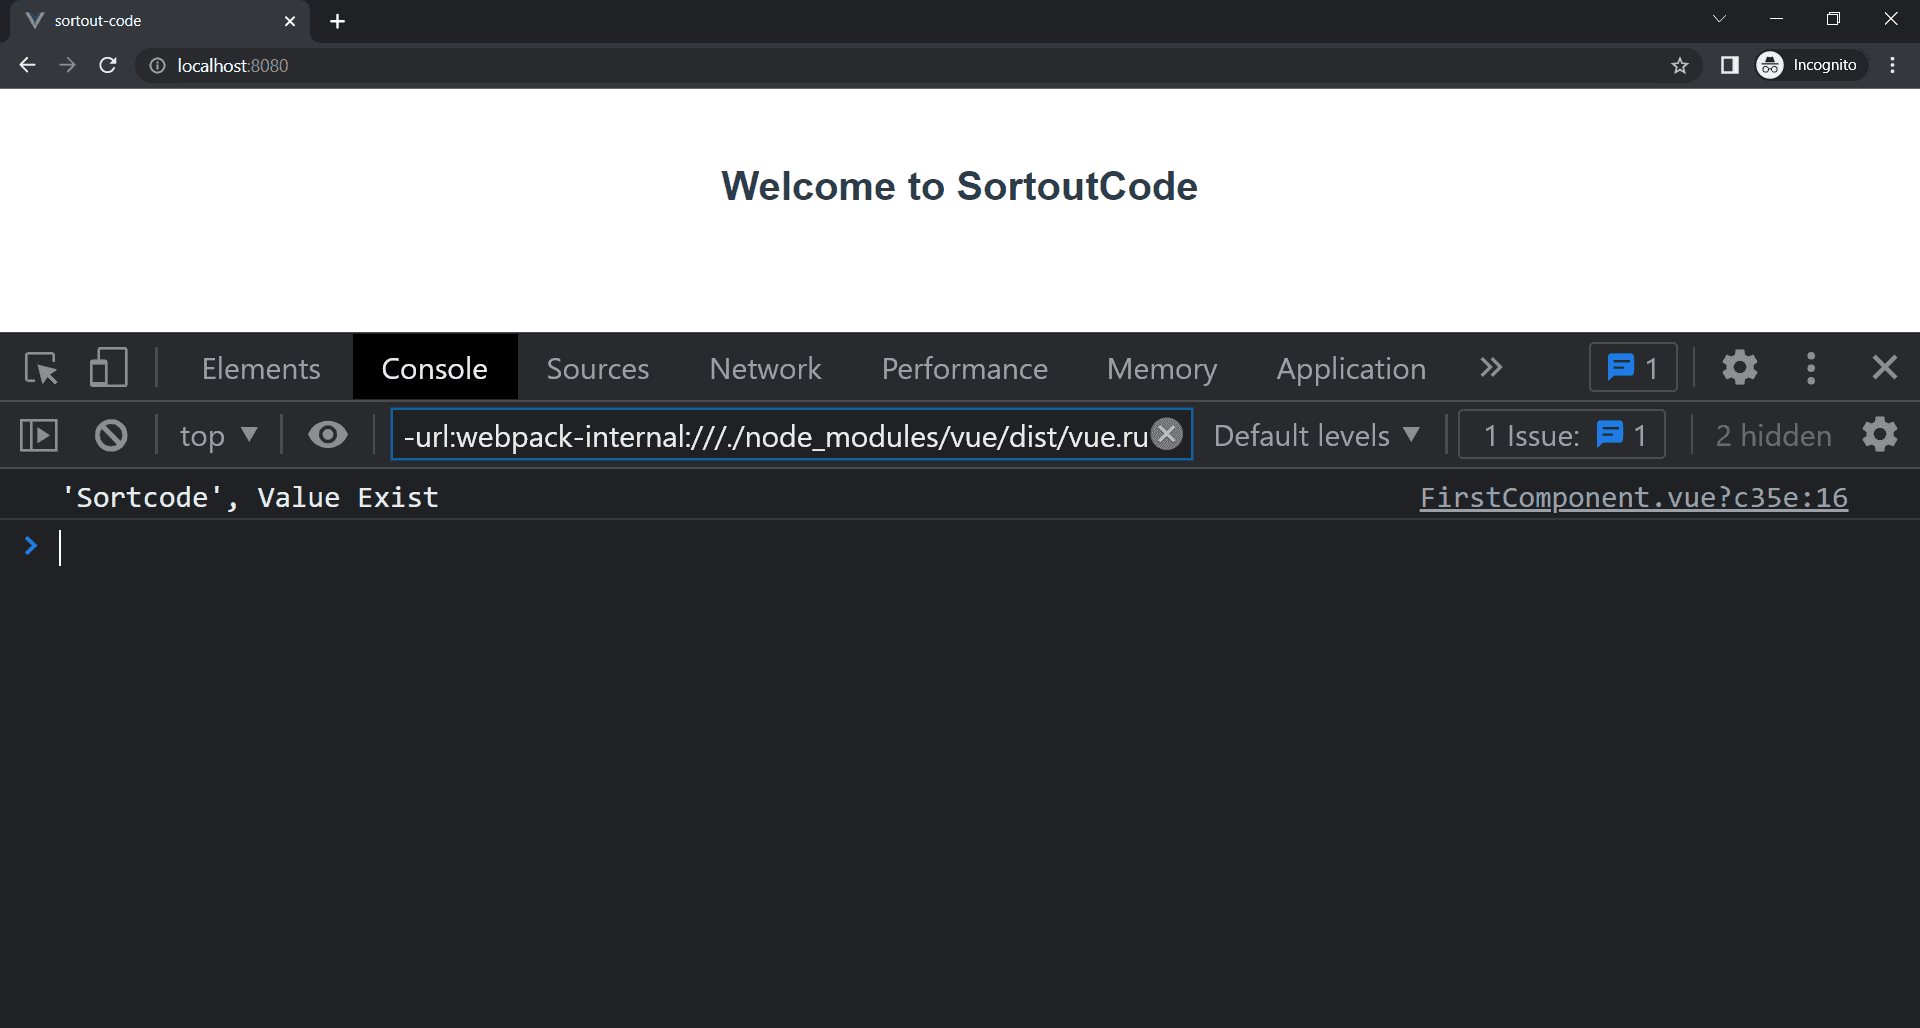 sortout-code
localhost:8080
Incognito
Welcome to SortoutCode
Elements Console Sources Network Performance Memory Application 1
top -url:webpack-internal:///./node_modules/vue/dist/vue.ru Default levels 1 Issue: 1 2 hidden
'Sortcode', Value Exist FirstComponent.vue?c35e:16